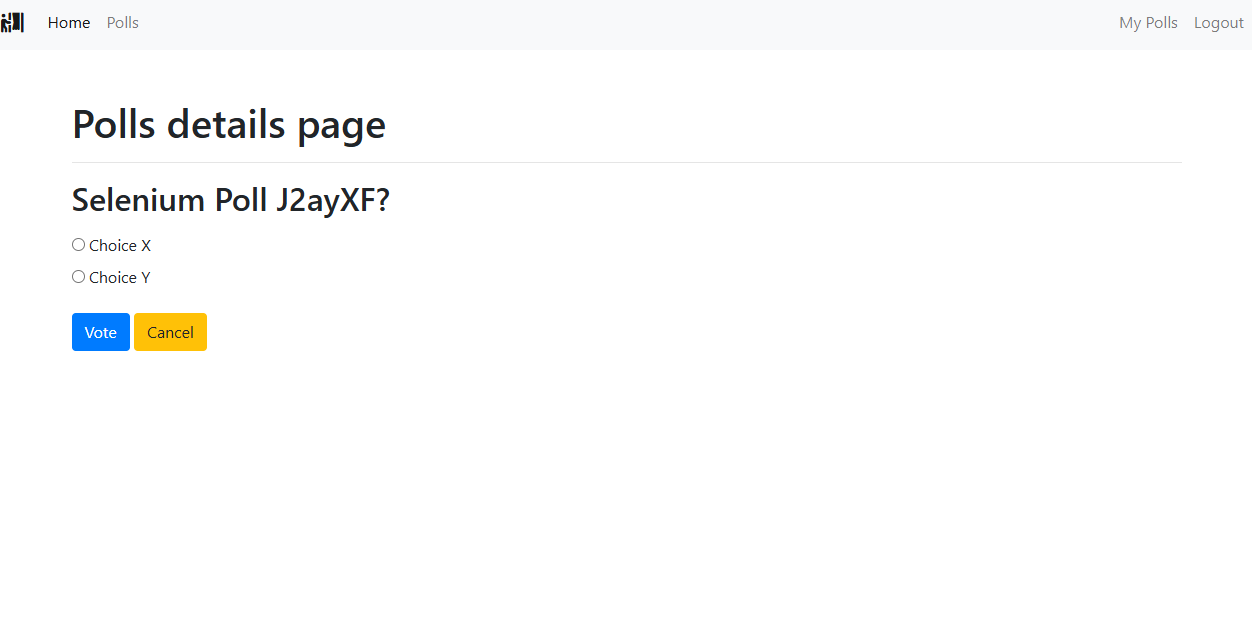 Home Polls My Polls Logout
Polls details page
Selenium Poll J2ayXF?
Choice X
Choice Y
Vote Cancel